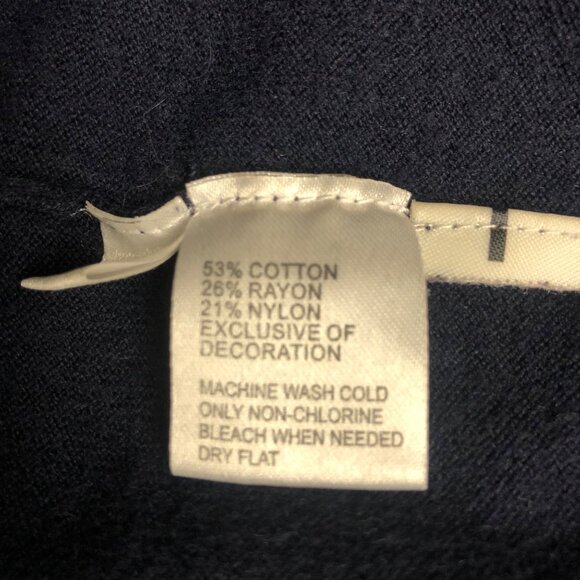 53% COTTON
26% RAYON
21% NYLON
EXCLUSIVE OF
DECORATION
MACHINE WASH COLD
ONLY NON-CHLORINE
BLEACH WHEN NEEDED
DRY FLAT